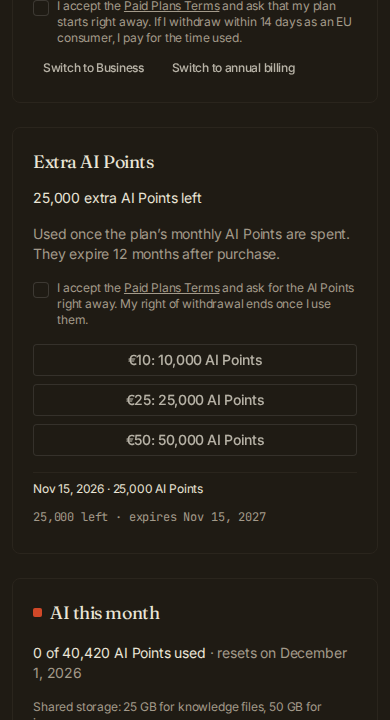 I accept the Paid Plans Terms and ask that my plan
starts right away. If I withdraw within 14 days as an EU
consumer, I pay for the time used.
Switch to Business Switch to annual billing
Extra AI Points
25,000 extra AI Points left
Used once the plan's monthly AI Points are spent.
They expire 12 months after purchase.
I accept the Paid Plans Terms and ask for the AI Points
right away. My right of withdrawal ends once I use
them.
€10: 10,000 AI Points
€25: 25,000 AI Points
€50: 50,000 AI Points
Nov 15, 2026 · 25,000 AI Points
25,000 left · expires Nov 15, 2027
AI this month
0 of 40,420 AI Points used · resets on December
1, 2026
Shared storage: 25 GB for knowledge files, 50 GB for